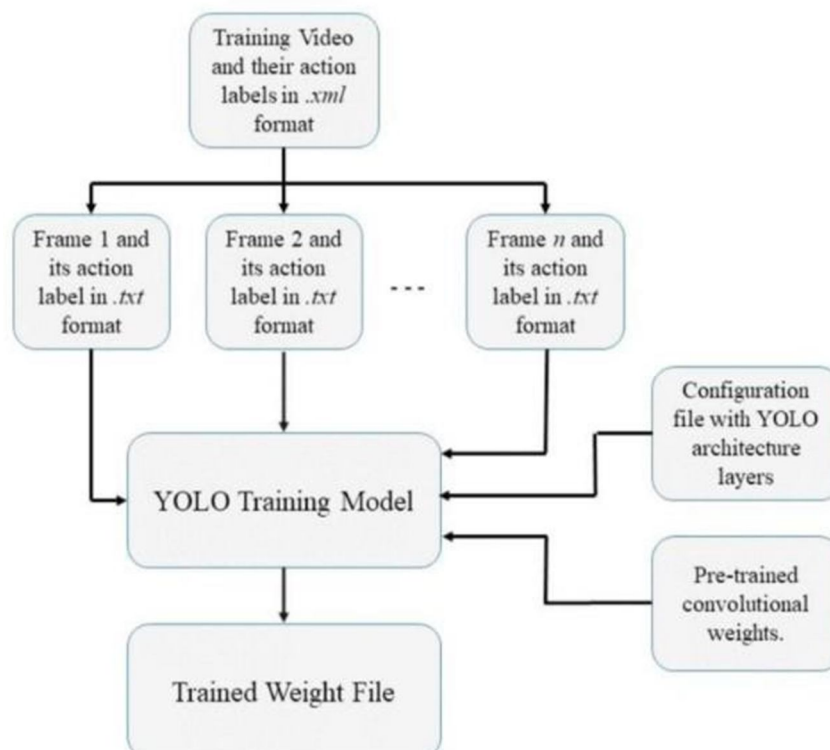 Training Video
and their action
labels in .xml
format
Frame 1 and
its action
label in .txt
format
Frame 2 and
its action
label in .txt
format
- - -
Frame n and
its action
label in .txt
format
Configuration
file with YOLO
architecture
layers
YOLO Training Model
Pre-trained
convolutional
weights.
Trained Weight File